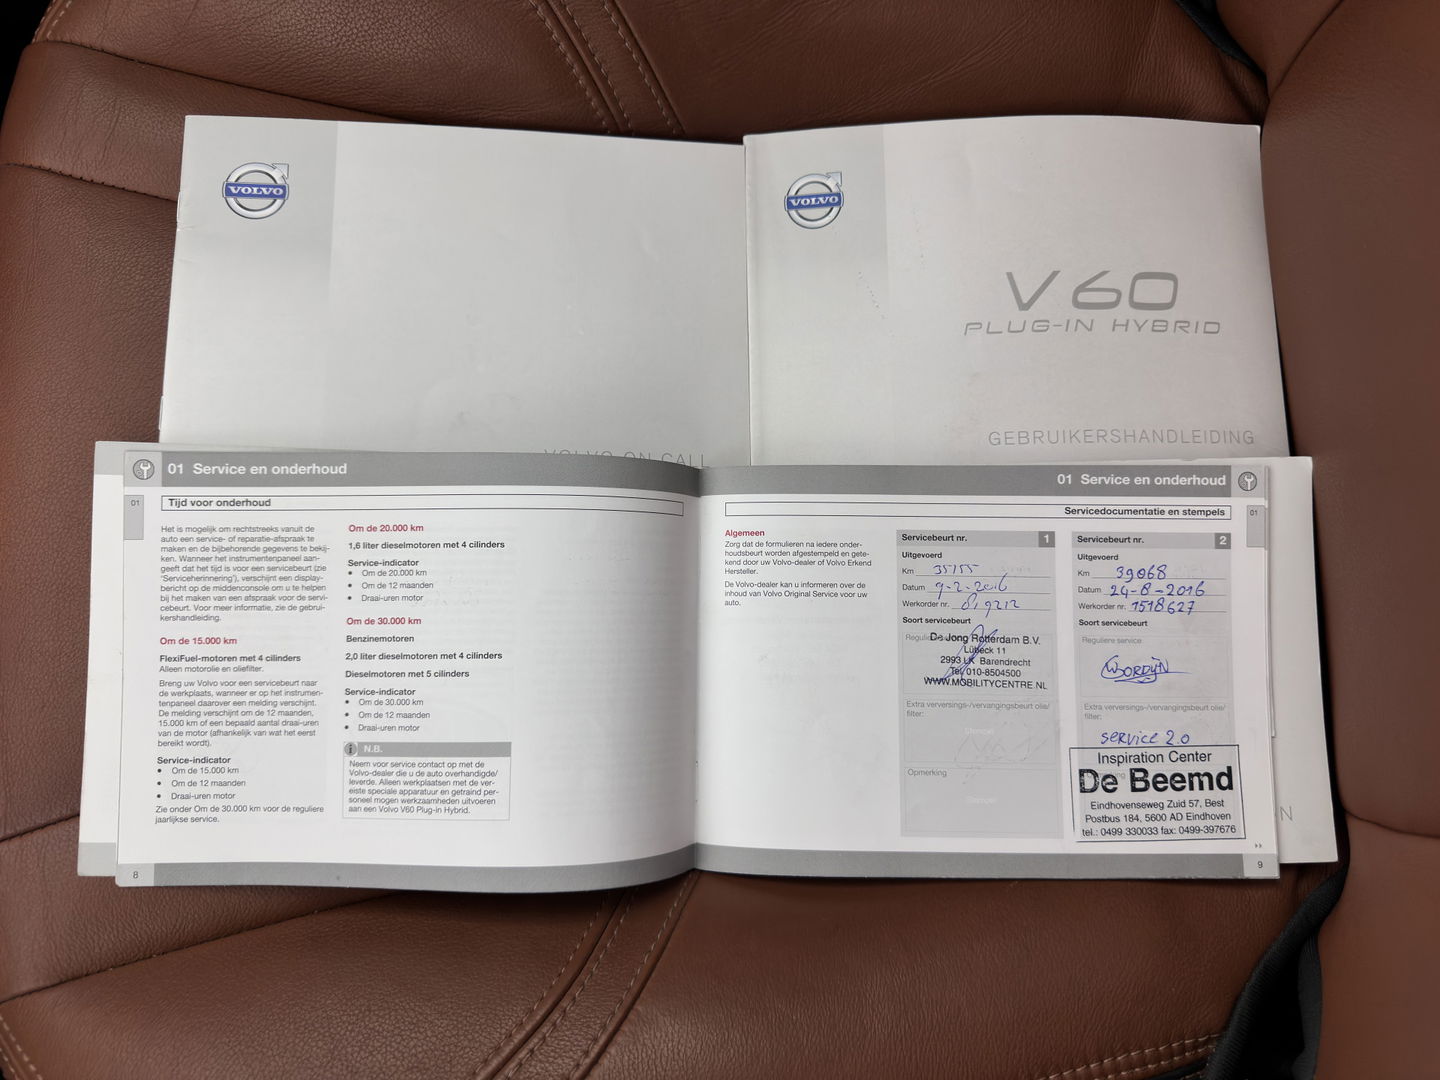 VOLVO
VOLVO ON CALL
VOLVO
V60
PLUG-IN HYBRID
GEBRUIKERSHANDLEIDING
01 Service en onderhoud
01
Tijd voor onderhoud
Het is mogelijk om rechtstreeks vanuit de
auto een service- of reparatie-afspraak te
maken en de bijbehorende gegevens te bekij-
ken. Wanneer het instrumentenpaneel aan-
geeft dat het tijd is voor een servicebeurt (zie
'Serviceherinnering'), verschijnt een display-
bericht op de middenconsole om u te helpen
bij het maken van een afspraak voor de servi-
cebeurt. Voor meer informatie, zie de gebrui-
kershandleiding.
Om de 15.000 km
FlexiFuel-motoren met 4 cilinders
Alleen motorolie en oliefilter.
Breng uw Volvo voor een servicebeurt naar
de werkplaats, wanneer er op het instrumen-
tenpaneel daarover een melding verschijnt.
De melding verschijnt om de 12 maanden,
15.000 km of een bepaald aantal draai-uren
van de motor (afhankelijk van wat het eerst
bereikt wordt).
Service-indicator
• Om de 15.000 km
• Om de 12 maanden
• Draai-uren motor
Zie onder Om de 30.000 km voor de reguliere
jaarlijkse service.
8
Om de 20.000 km
1,6 liter dieselmotoren met 4 cilinders
Service-indicator
• Om de 20.000 km
• Om de 12 maanden
• Draai-uren motor
Om de 30.000 km
Benzinemotoren
2,0 liter dieselmotoren met 4 cilinders
Dieselmotoren met 5 cilinders
Service-indicator
• Om de 30.000 km
• Om de 12 maanden
• Draai-uren motor
N.B.
Neem voor service contact op met de
Volvo-dealer die u de auto overhandigde/
leverde. Alleen werkplaatsen met de ver-
eiste speciale apparatuur en getraind per-
soneel mogen werkzaamheden uitvoeren
aan een Volvo V60 Plug-in Hybrid.
01 Service en onderhoud
Servicedocumentatie en stempels
01
Algemeen
Zorg dat de formulieren na iedere onder-
houdsbeurt worden afgestempeld en gete-
kend door uw Volvo-dealer of Volvo Erkend
Hersteller.
De Volvo-dealer kan u informeren over de
inhoud van Volvo Original Service voor uw
auto.
Servicebeurt nr. 1
Uitgevoerd
Km 35155
Datum 9-2-2016
Werkorder nr.
Soort servicebeurt
De Jong Rotterdam B.V.
Lübeck 11
2993 LK Barendrecht
Tel. 010-8504500
WWW.MOBILITYCENTRE.NL
Extra verversings-/vervangingsbeurt olie/
filter:
Stempel
Opmerking
Stempel
Servicebeurt nr. 2
Uitgevoerd
Km 39068
Datum 24-8-2016
Werkorder nr. 1518627
Soort servicebeurt
Reguliere service
Extra verversings-/vervangingsbeurt olie/
filter:
service 2.0
Inspiration Center
De Beemd
Eindhovenseweg Zuid 57, Best
Postbus 184, 5600 AD Eindhoven
tel.: 0499 330033 fax: 0499-397676
9
N